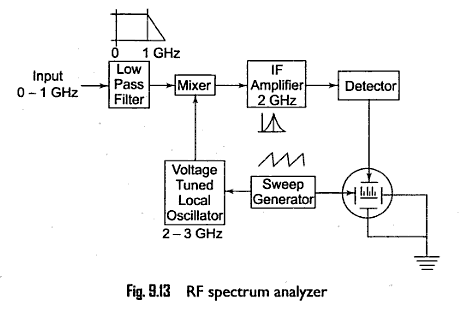 0 1 GHz
Input
0 – 1 GHz
Low
Pass
Filter
Mixer
IF
Amplifier
2 GHz
Detector
Voltage
Tuned
Local
Oscillator
2 – 3 GHz
Sweep
Generator
Fig. 9.13 RF spectrum analyzer